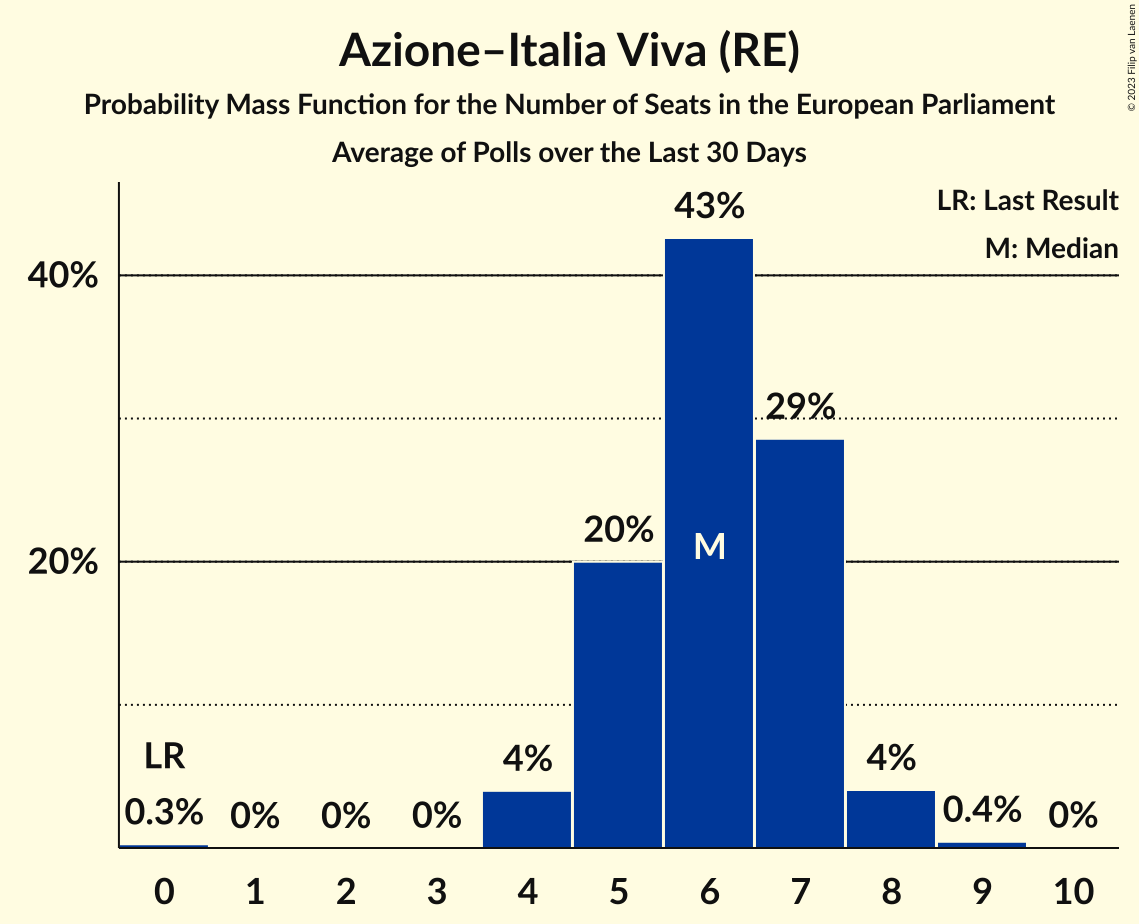 Azione–Italia Viva (RE)
Probability Mass Function for the Number of Seats in the European Parliament
Average of Polls over the Last 30 Days
© 2023 Filip van Laenen
LR: Last Result
M: Median
43%
40%
29%
20%
M
20%
LR
4%
4%
0.3%
0%
0%
0%
0.4%
0%
0 1 2 3 4 5 6 7 8 9 10